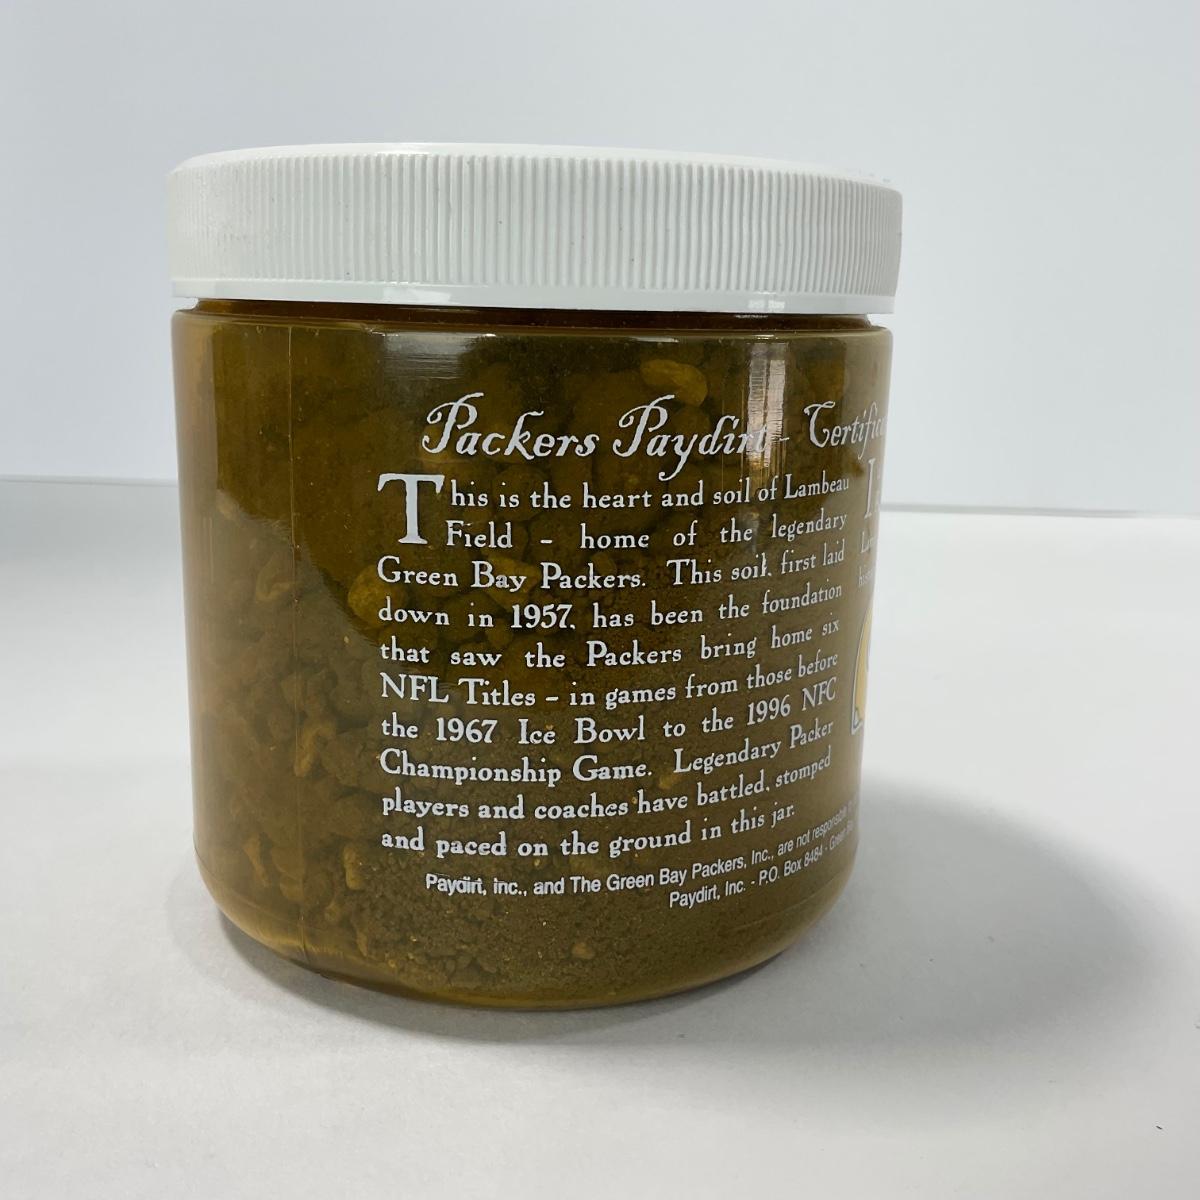 Packers Paydirt -
This is the heart and soil of Lambeau
Field - home of the legendary
Green Bay Packers. This soil, first laid
down in 1957, has been the foundation
that saw the Packers bring home six
NFL Titles - in games from those before
the 1967 Ice Bowl to the 1996 NFC
Championship Game. Legendary Packer
players and coaches have battled, stomped
and paced on the ground in this jar.
Paydirt, inc., and The Green Bay Packers, Inc., are not
Paydirt, Inc. - P.O. Box 8484 - Green